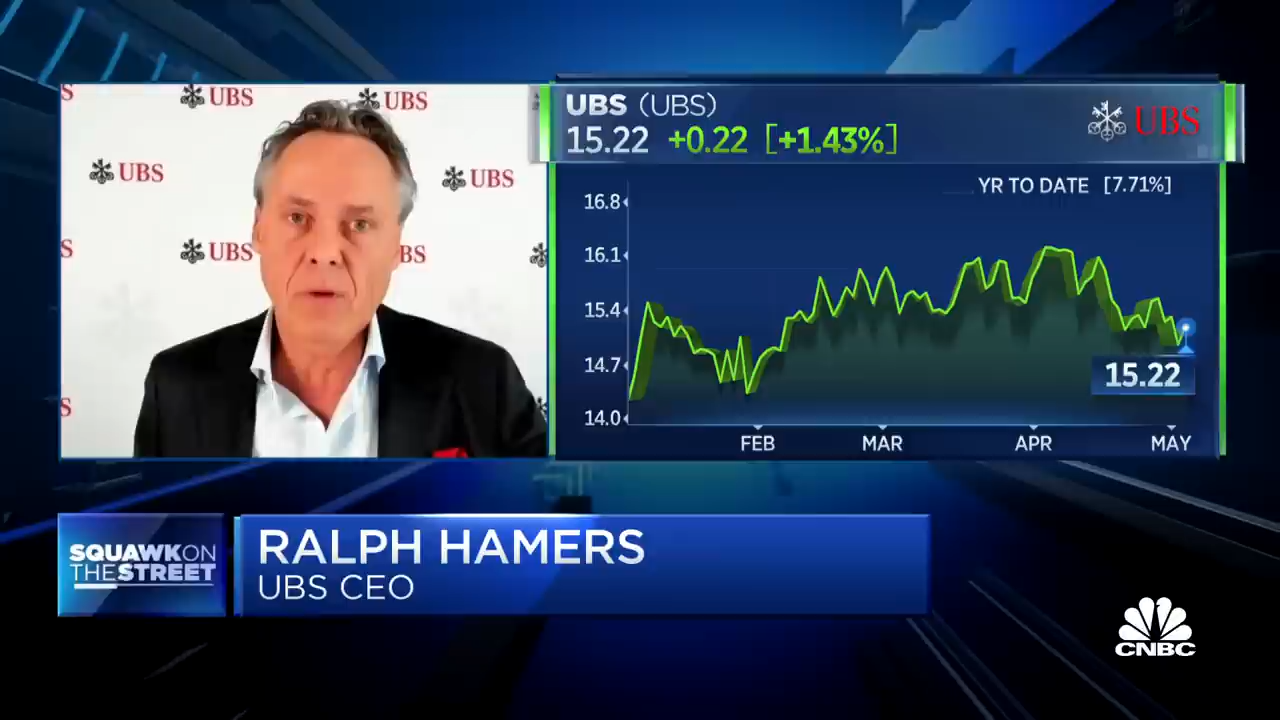 S UBS UBS
UBS UBS
S UBS BS
S
UBS (UBS)
15.22 +0.22 [+1.43%]
UBS
YR TO DATE [7.71%]
16.8
16.1
15.4
14.7
14.0
15.22
FEB MAR APR MAY
SQUAWK ON
THE STREET
RALPH HAMERS
UBS CEO
CNBC